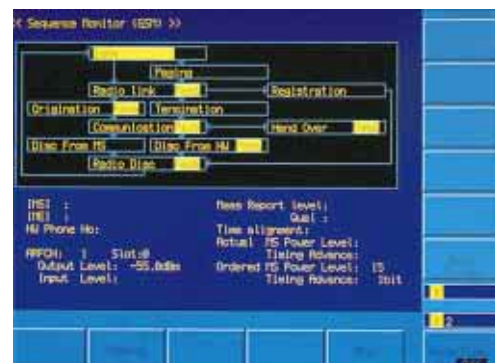 << Sequence Monitor (GSM) >>
Paging
Radio link
Registration
Origination
Termination
Communication
Hand Over
Disc From MS
Disc From NW
Radio Disc
IMSI :
IMEI :
NW Phone No:
ARFCH: 1 Slot:0
Output Level: -55.0dBm
Input Level:
Meas Report level:
Qual :
Time alignment:
Actual MS Power Level:
Timing Advance:
Ordered MS Power Level: 15
Timing Advance: 1bit
1
2